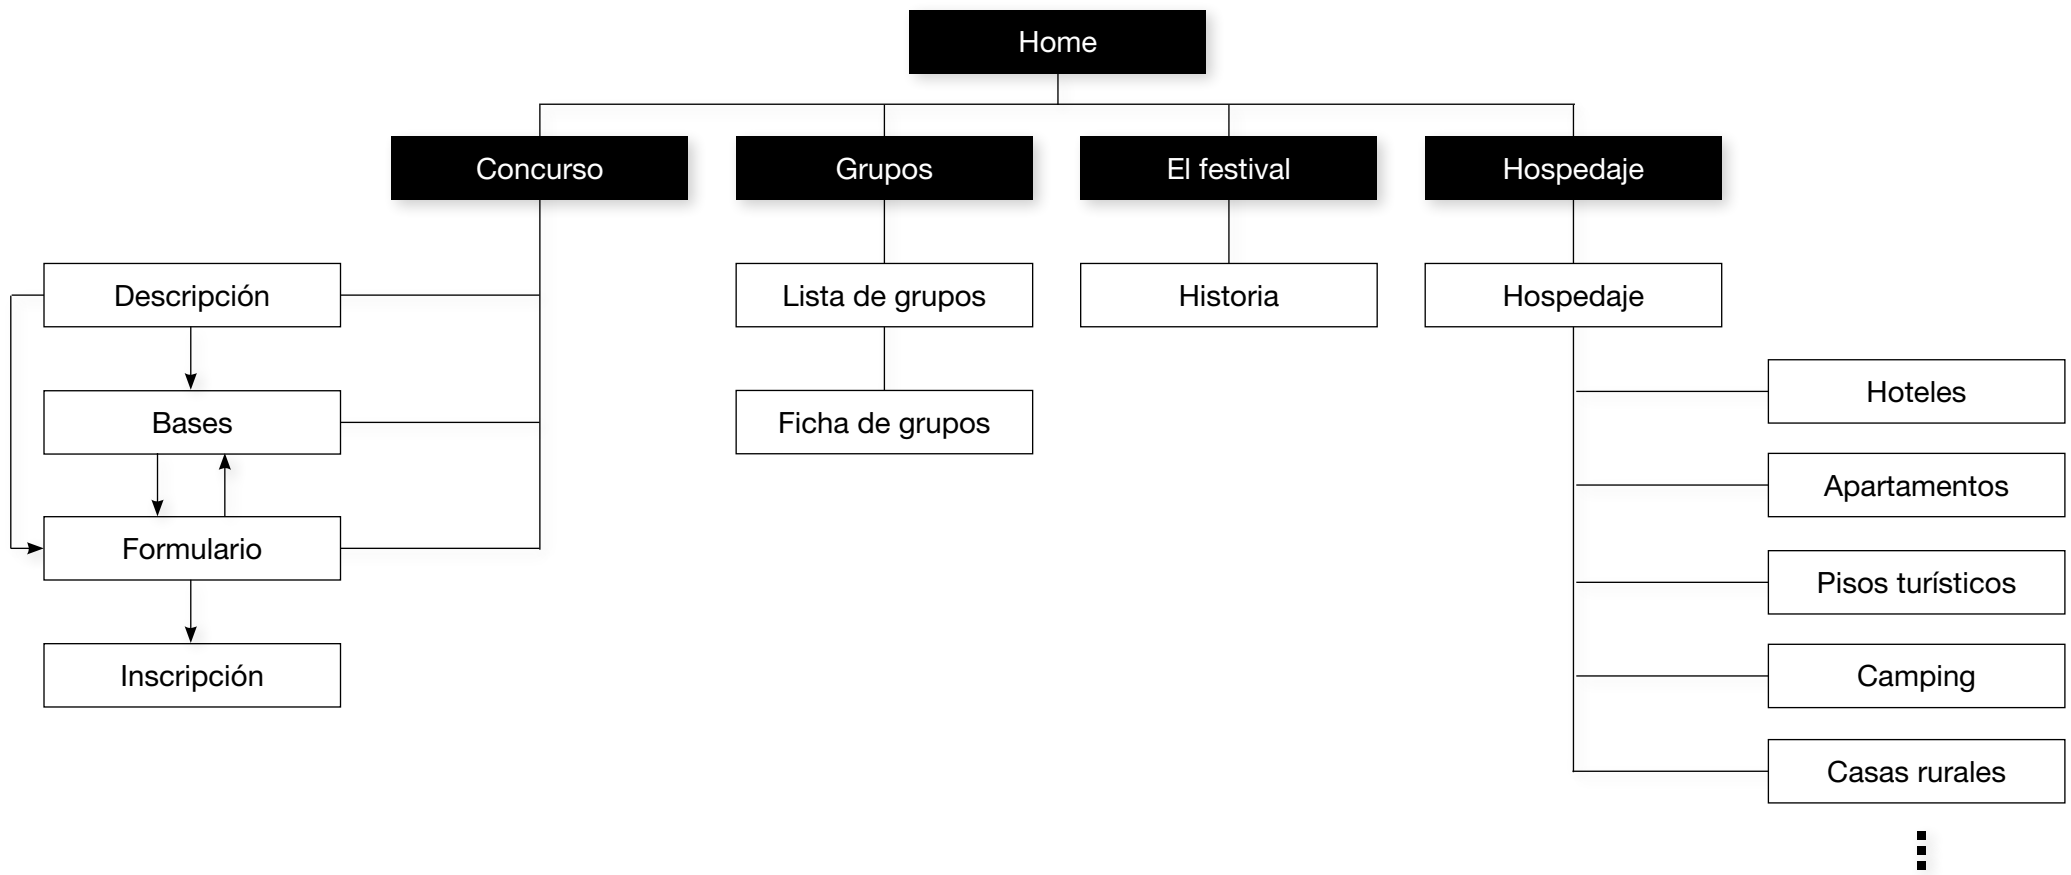 Home
Concurso
Grupos
El festival
Hospedaje
Descripción
Lista de grupos
Historia
Hospedaje
Hoteles
Bases
Ficha de grupos
Apartamentos
Formulario
Pisos turísticos
Inscripción
Camping
Casas rurales